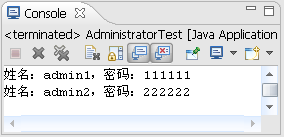 Console
<terminated> AdministratorTest [Java Application
姓名：admin1，密码：111111
姓名：admin2，密码：222222